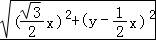 √((√3/2 x)²+(y−1/2 x)²)